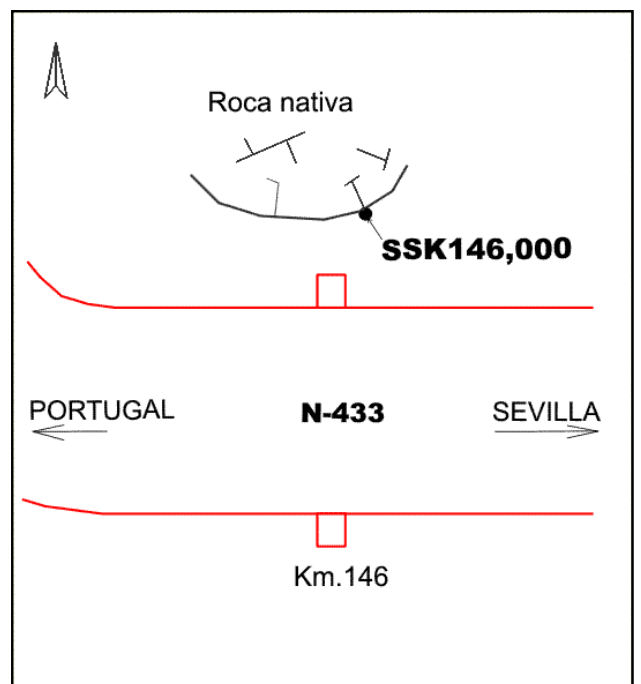 Roca nativa
SSK146,000
PORTUGAL
N-433
SEVILLA
Km.146